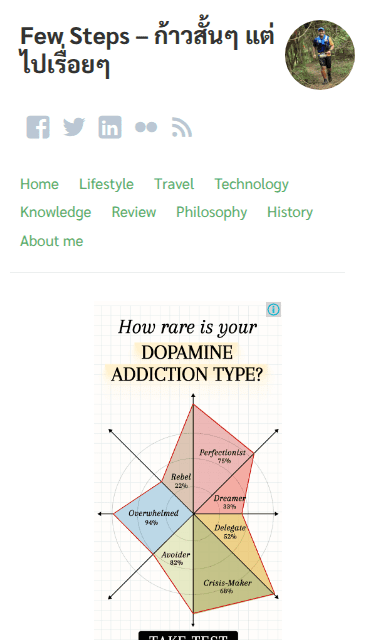 Few Steps – ก้าวสั้นๆ แต่
ไปเรื่อยๆ
Home Lifestyle Travel Technology
Knowledge Review Philosophy History
About me
How rare is your
DOPAMINE
ADDICTION TYPE?
Perfectionist
75%
Rebel
22%
Dreamer
33%
Overwhelmed
94%
Delegate
52%
Avoider
82%
Crisis-Maker
68%
TAKE TEST